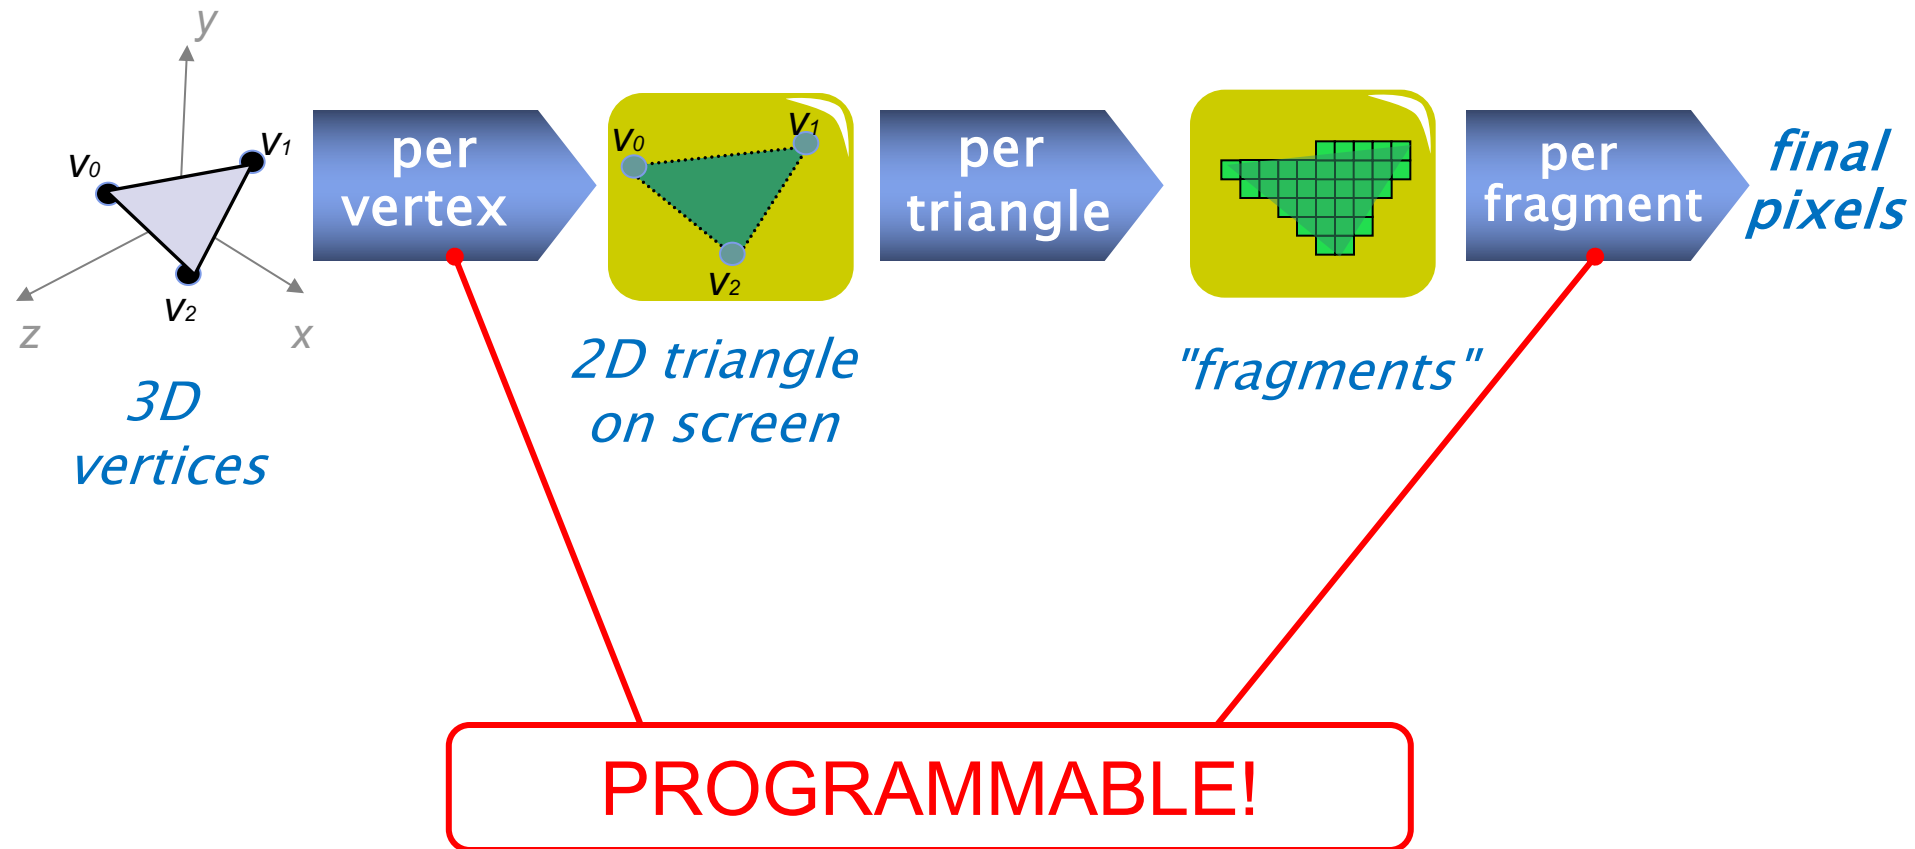 y
v0
v1
v2
z
x
3D
vertices
per
vertex
v0
v1
v2
2D triangle
on screen
per
triangle
"fragments"
per
fragment
final
pixels
PROGRAMMABLE!